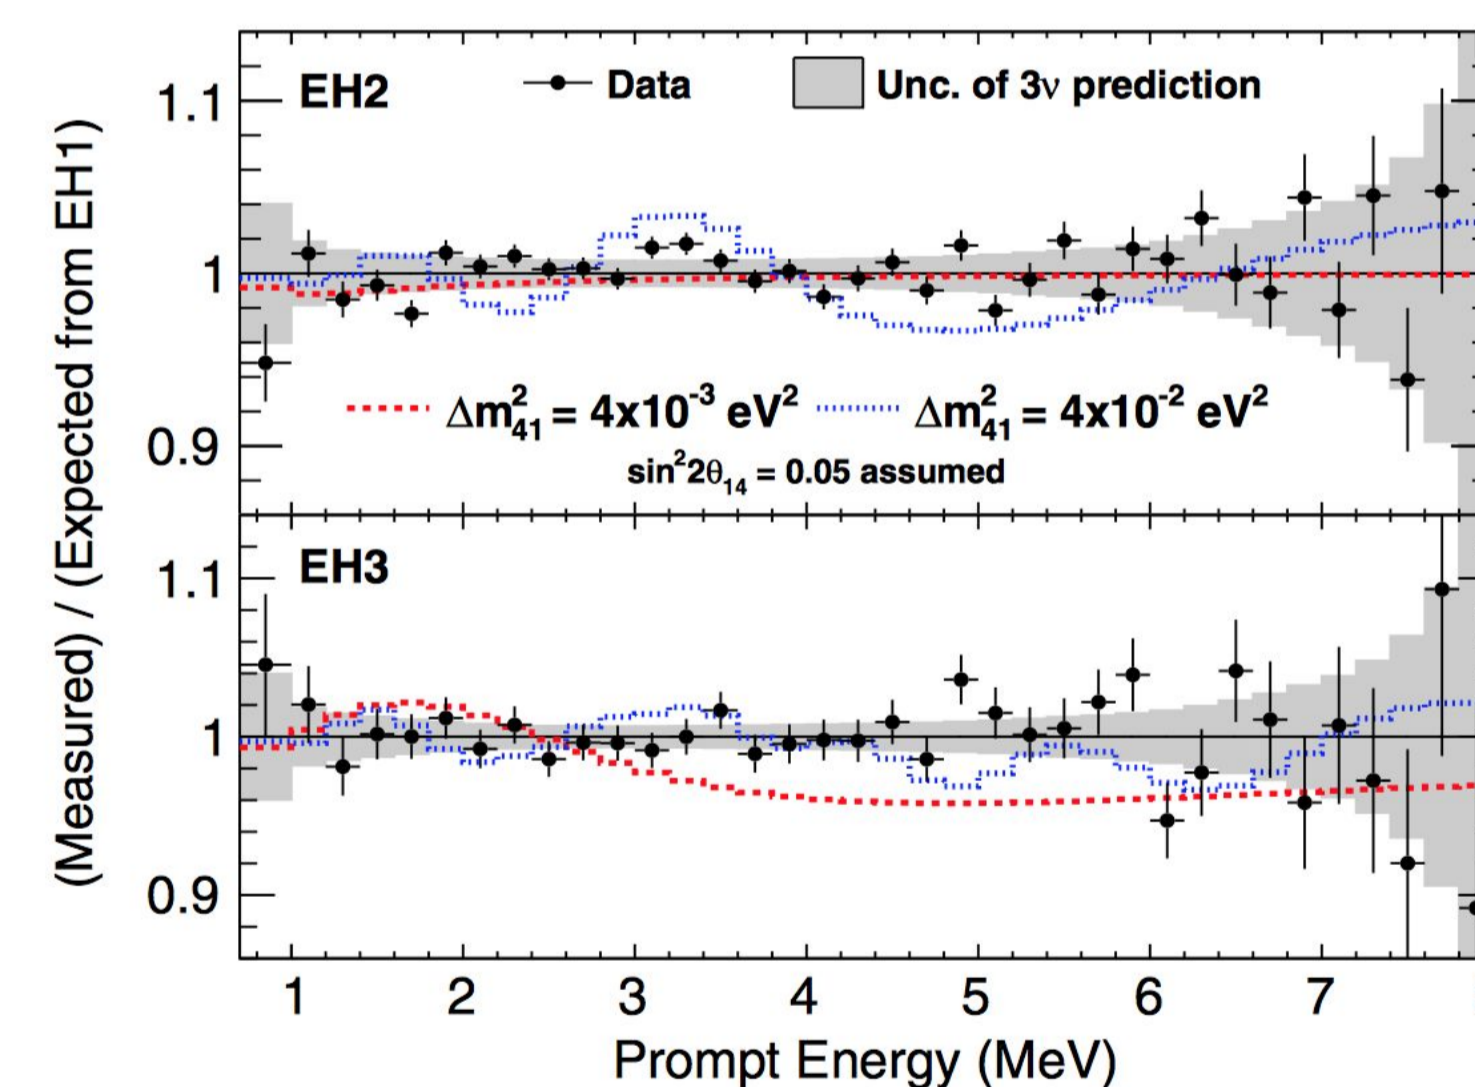 (Measured) / (Expected from EH1)
EH2
Data
Unc. of 3ν prediction
1.1
1
0.9
Δm²₄₁ = 4x10⁻³ eV²
Δm²₄₁ = 4x10⁻² eV²
sin²2θ₁₄ = 0.05 assumed
EH3
1.1
1
0.9
1 2 3 4 5 6 7
Prompt Energy (MeV)